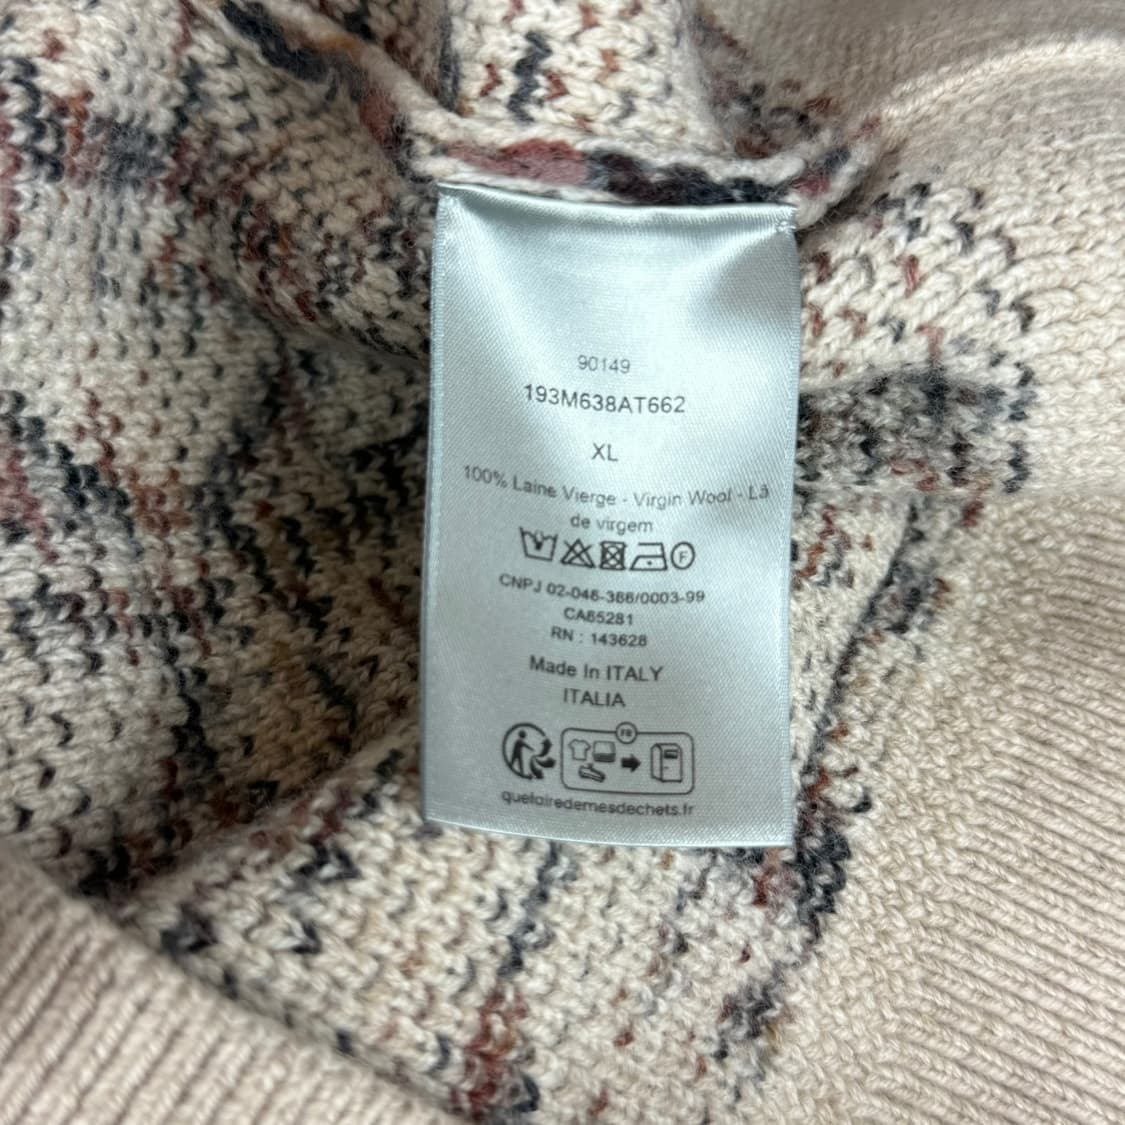 90149
193M638AT662
XL
100% Laine Vierge - Virgin Wool - Lã
de virgem
F
CNPJ 02-046-386/0003-99
CA65281
RN : 143628
Made In ITALY
ITALIA
FR
quefairedemesdechets.fr